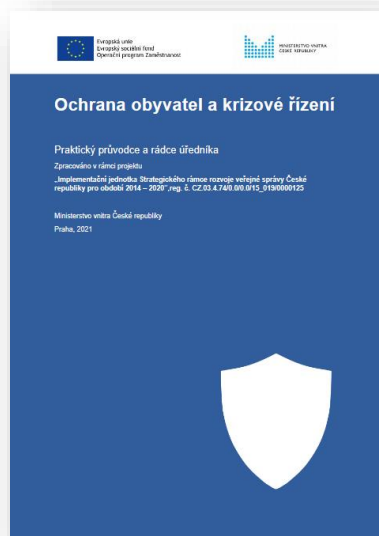 Evropská unie
Evropský sociální fond
Operační program Zaměstnanost
MINISTERSTVO VNITRA
ČESKÉ REPUBLIKY
Ochrana obyvatel a krizové řízení
Praktický průvodce a rádce úředníka
Zpracováno v rámci projektu
„Implementační jednotka Strategického rámce rozvoje veřejné správy České
republiky pro období 2014 – 2020“,reg. č. CZ.03.4.74/0.0/0.0/15_019/0000125
Ministerstvo vnitra České republiky
Praha, 2021